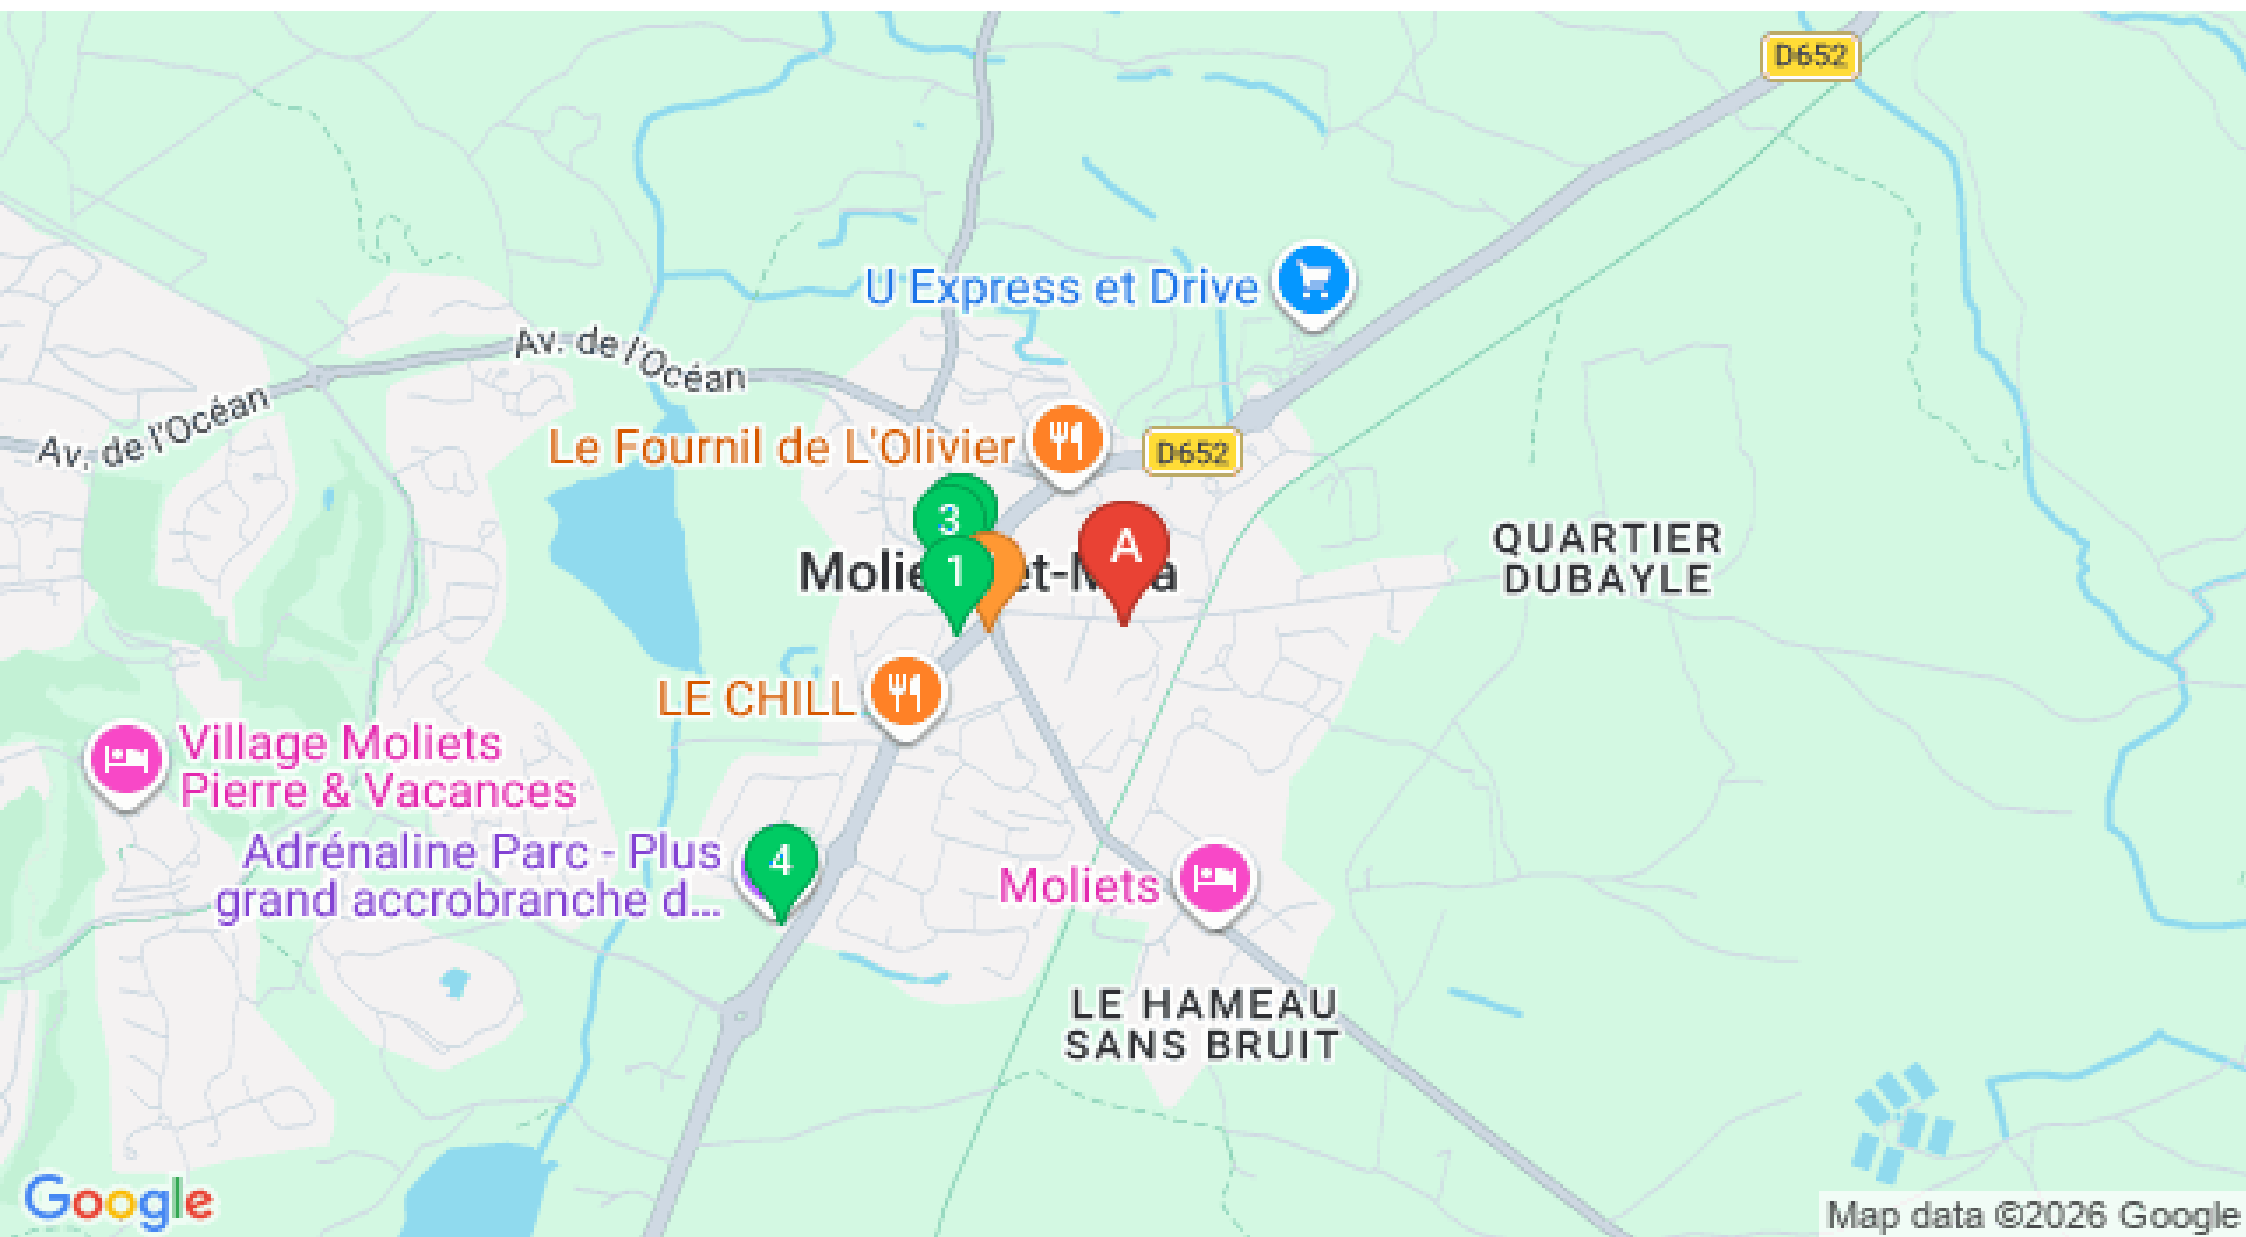 D652
U Express et Drive
Av. de l'Océan
Av. de l'Océan
Le Fournil de L'Olivier
D652
3
A
QUARTIER
DUBAYLE
1
LE CHILL
Village Moliets
Pierre & Vacances
Adrénaline Parc - Plus
grand accrobranche d...
4
Moliets
LE HAMEAU
SANS BRUIT
Google
Map data ©2026 Google